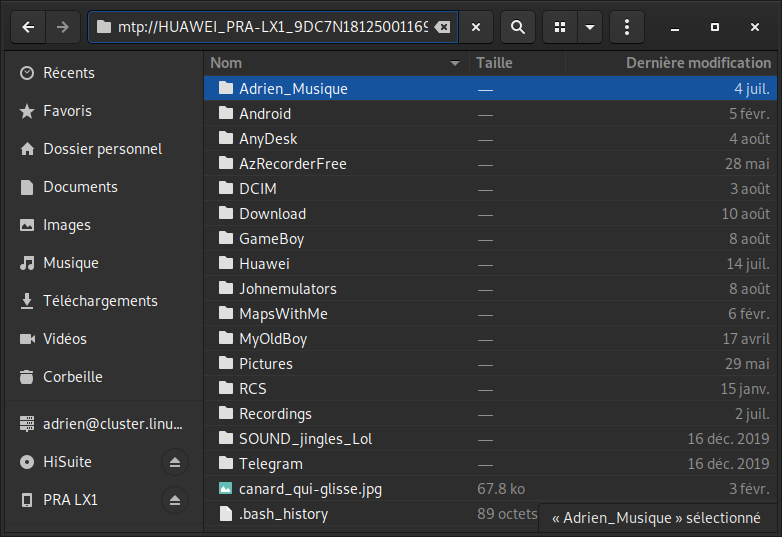 mtp://HUAWEI_PRA-LX1_9DC7N18125001169
Nom Taille Dernière modification
Récents
Favoris
Dossier personnel
Documents
Images
Musique
Téléchargements
Vidéos
Corbeille
adrien@cluster.linu...
HiSuite
PRA LX1
Adrien_Musique — 4 juil.
Android — 5 févr.
AnyDesk — 4 août
AzRecorderFree — 28 mai
DCIM — 3 août
Download — 10 août
GameBoy — 8 août
Huawei — 14 juil.
Johnemulators — 8 août
MapsWithMe — 6 févr.
MyOldBoy — 17 avril
Pictures — 29 mai
RCS — 15 janv.
Recordings — 2 juil.
SOUND_jingles_Lol — 16 déc. 2019
Telegram — 16 déc. 2019
canard_qui-glisse.jpg 67.8 ko 3 févr.
.bash_history 89 octets
« Adrien_Musique » sélectionné